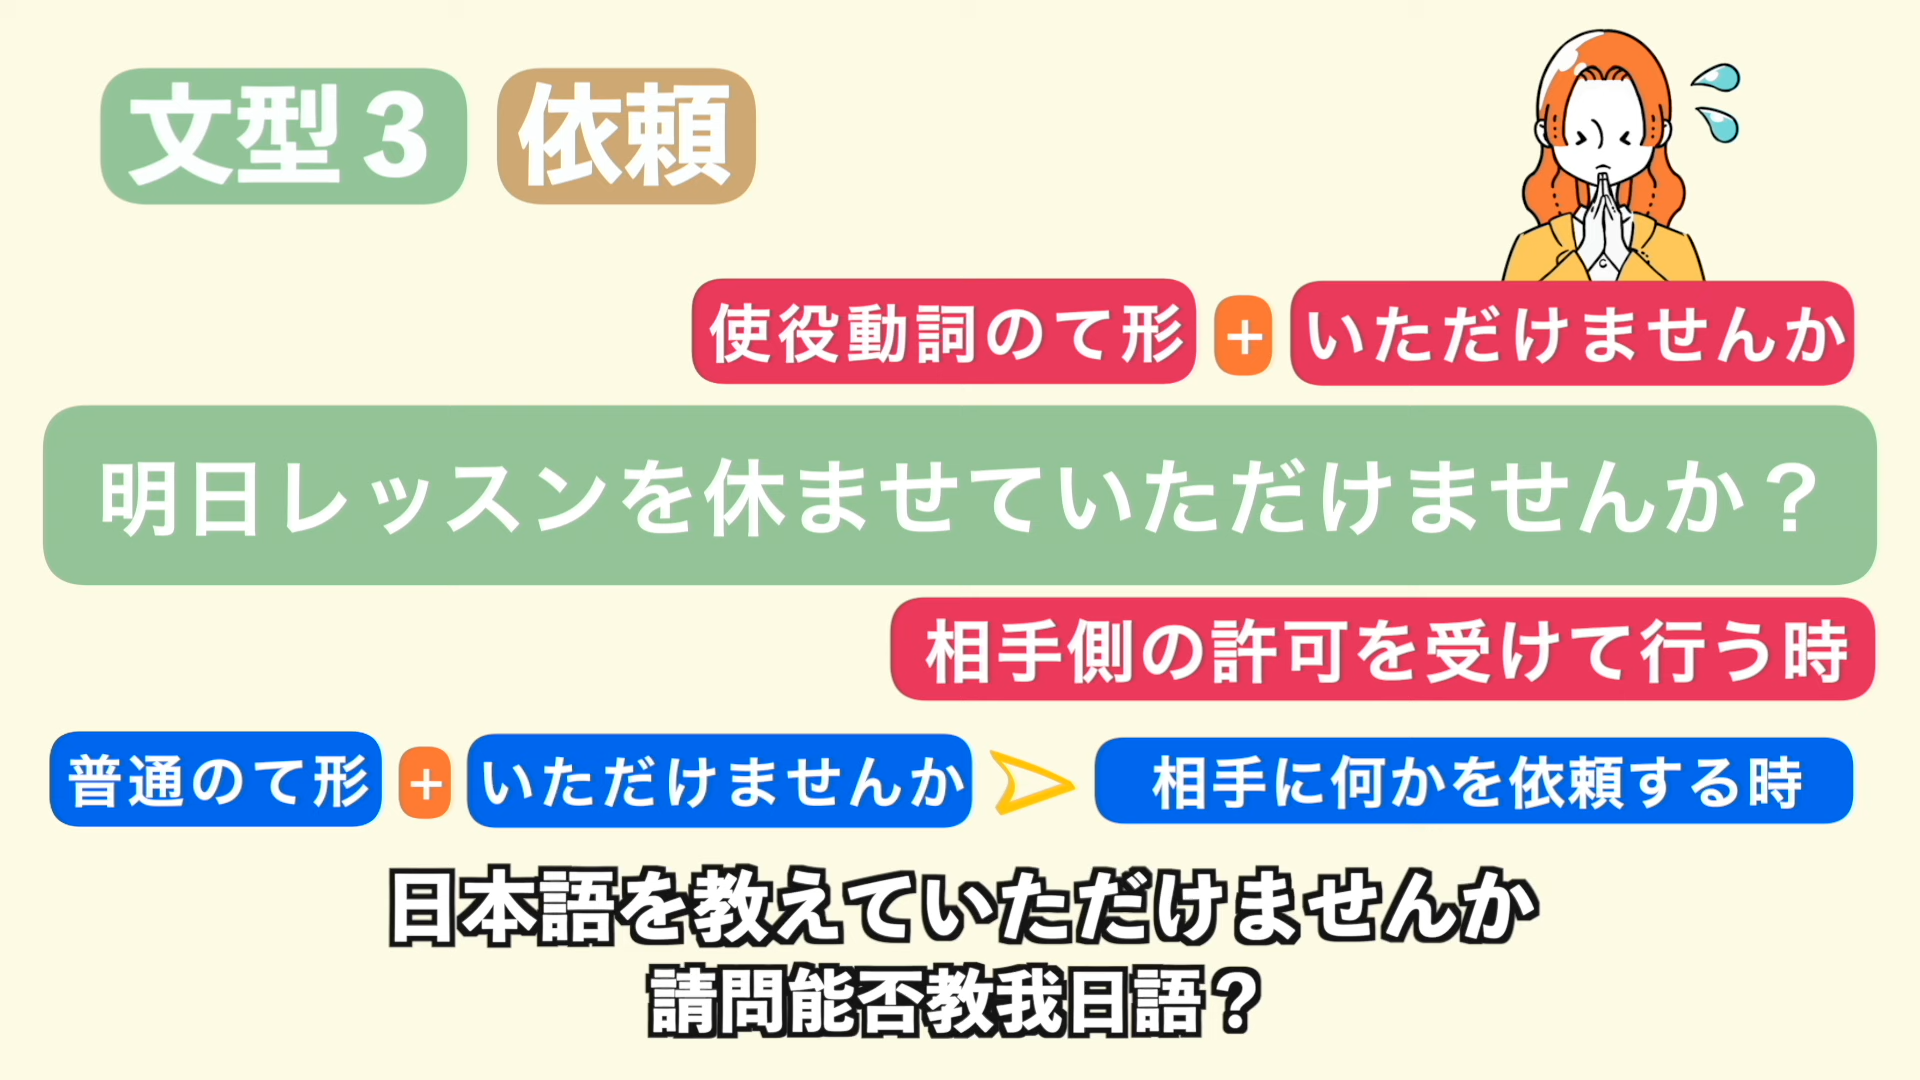 文型3 依頼
使役動詞のて形 + いただけませんか
明日レッスンを休ませていただけませんか？
相手側の許可を受けて行う時
普通のて形 + いただけませんか 相手に何かを依頼する時
日本語を教えていただけませんか
請問能否教我日語？